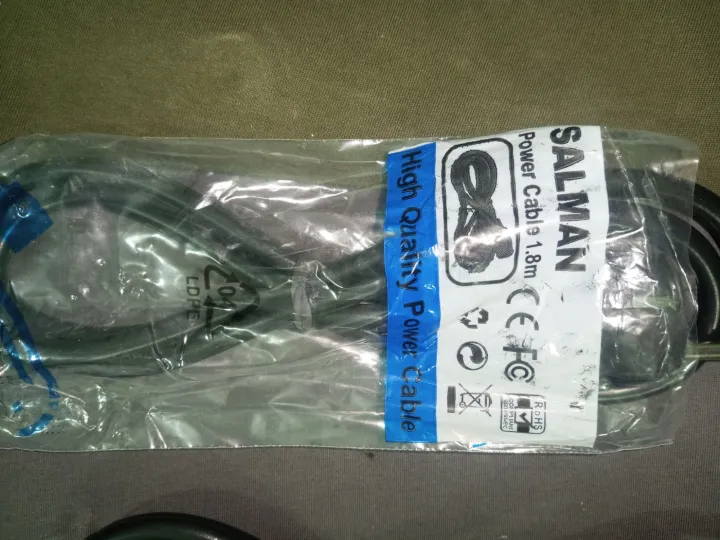 SALMAN
Power Cable 1.8m
CE FC
RoHS
High Quality Power Cable
04
LDPE